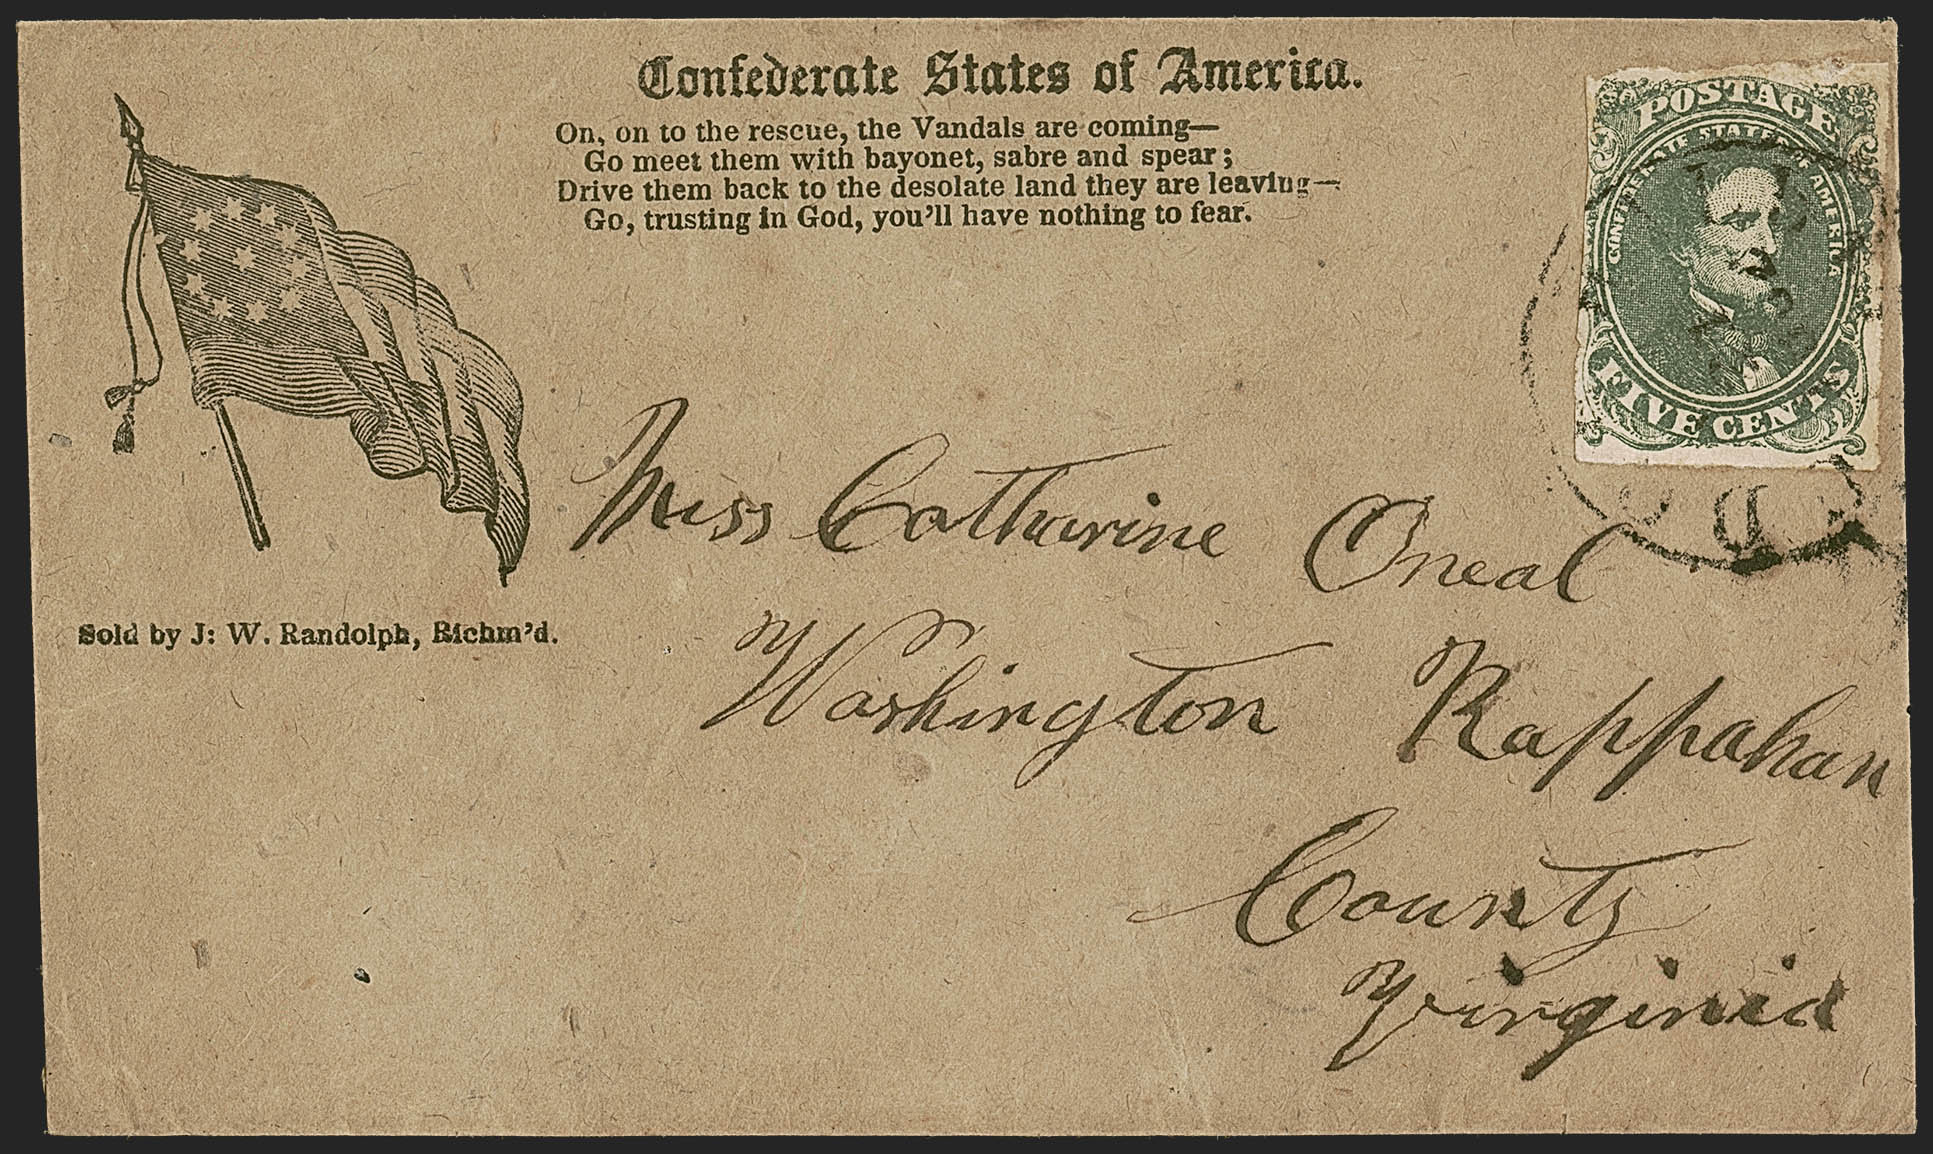 Confederate States of America.
On, on to the rescue, the Vandals are coming—
Go meet them with bayonet, sabre and spear;
Drive them back to the desolate land they are leaving—
Go, trusting in God, you'll have nothing to fear.
POSTAGE
CONFEDERATE STATES OF AMERICA
FIVE CENTS
Miss Catharine Oneal
Washington Rappahan
County
Virginia
Sold by J: W. Randolph, Richm'd.